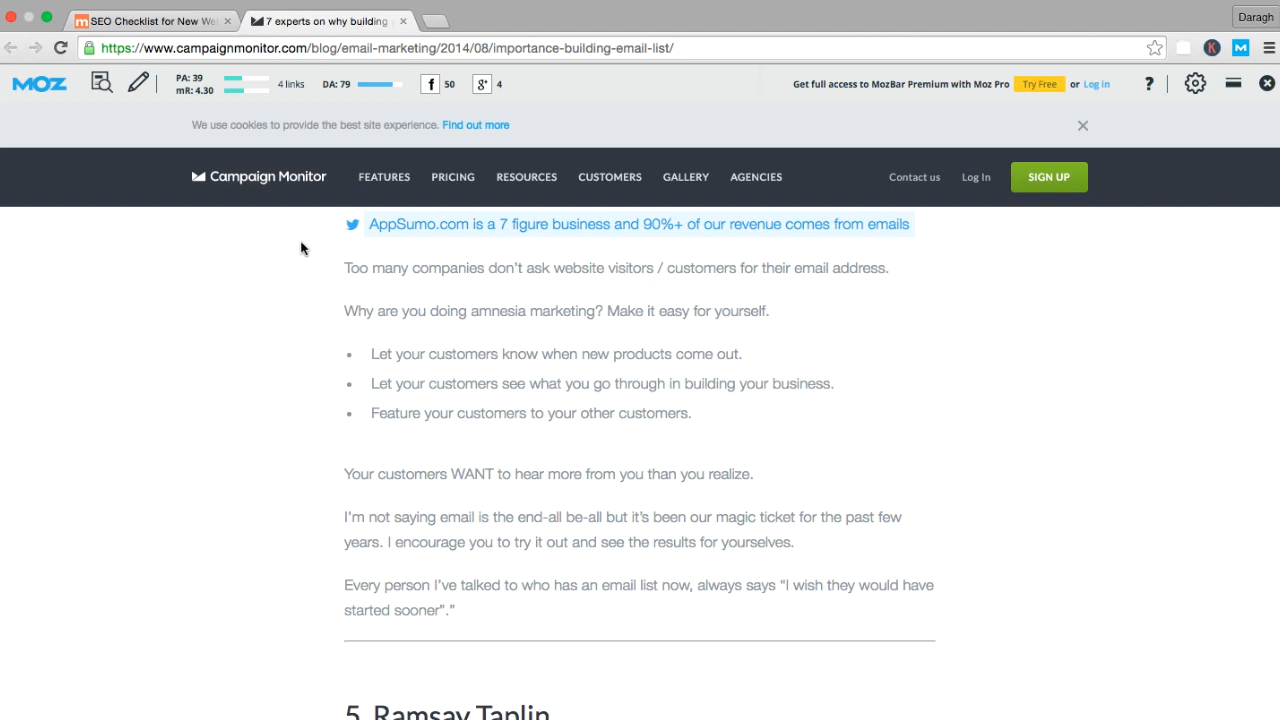 SEO Checklist for New We
7 experts on why building
Daragh
https://www.campaignmonitor.com/blog/email-marketing/2014/08/importance-building-email-list/
K
M
MOZ
PA: 39
mR: 4.30
4 links
DA: 79
f 50
g+ 4
Get full access to MozBar Premium with Moz Pro Try Free or Log in
?
We use cookies to provide the best site experience. Find out more
Campaign Monitor FEATURES PRICING RESOURCES CUSTOMERS GALLERY AGENCIES Contact us Log In SIGN UP
AppSumo.com is a 7 figure business and 90%+ of our revenue comes from emails
Too many companies don’t ask website visitors / customers for their email address.
Why are you doing amnesia marketing? Make it easy for yourself.
• Let your customers know when new products come out.
• Let your customers see what you go through in building your business.
• Feature your customers to your other customers.
Your customers WANT to hear more from you than you realize.
I’m not saying email is the end-all be-all but it’s been our magic ticket for the past few
years. I encourage you to try it out and see the results for yourselves.
Every person I’ve talked to who has an email list now, always says “I wish they would have
started sooner”.”
5. Ramsay Taplin